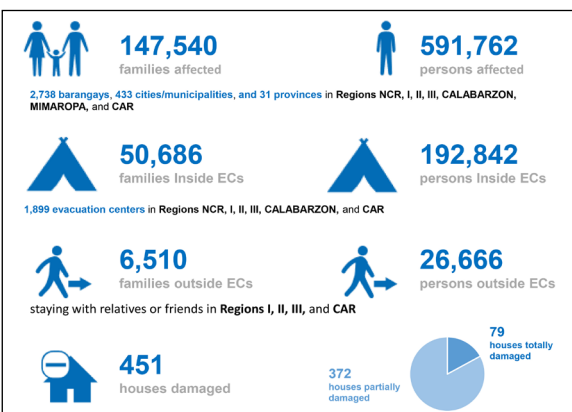 147,540
families affected
591,762
persons affected
2,738 barangays, 433 cities/municipalities, and 31 provinces in Regions NCR, I, II, III, CALABARZON,
MIMAROPA, and CAR
50,686
families Inside ECs
192,842
persons Inside ECs
1,899 evacuation centers in Regions NCR, I, II, III, CALABARZON, and CAR
6,510
families outside ECs
26,666
persons outside ECs
staying with relatives or friends in Regions I, II, III, and CAR
451
houses damaged
79
houses totally
damaged
372
houses partially
damaged